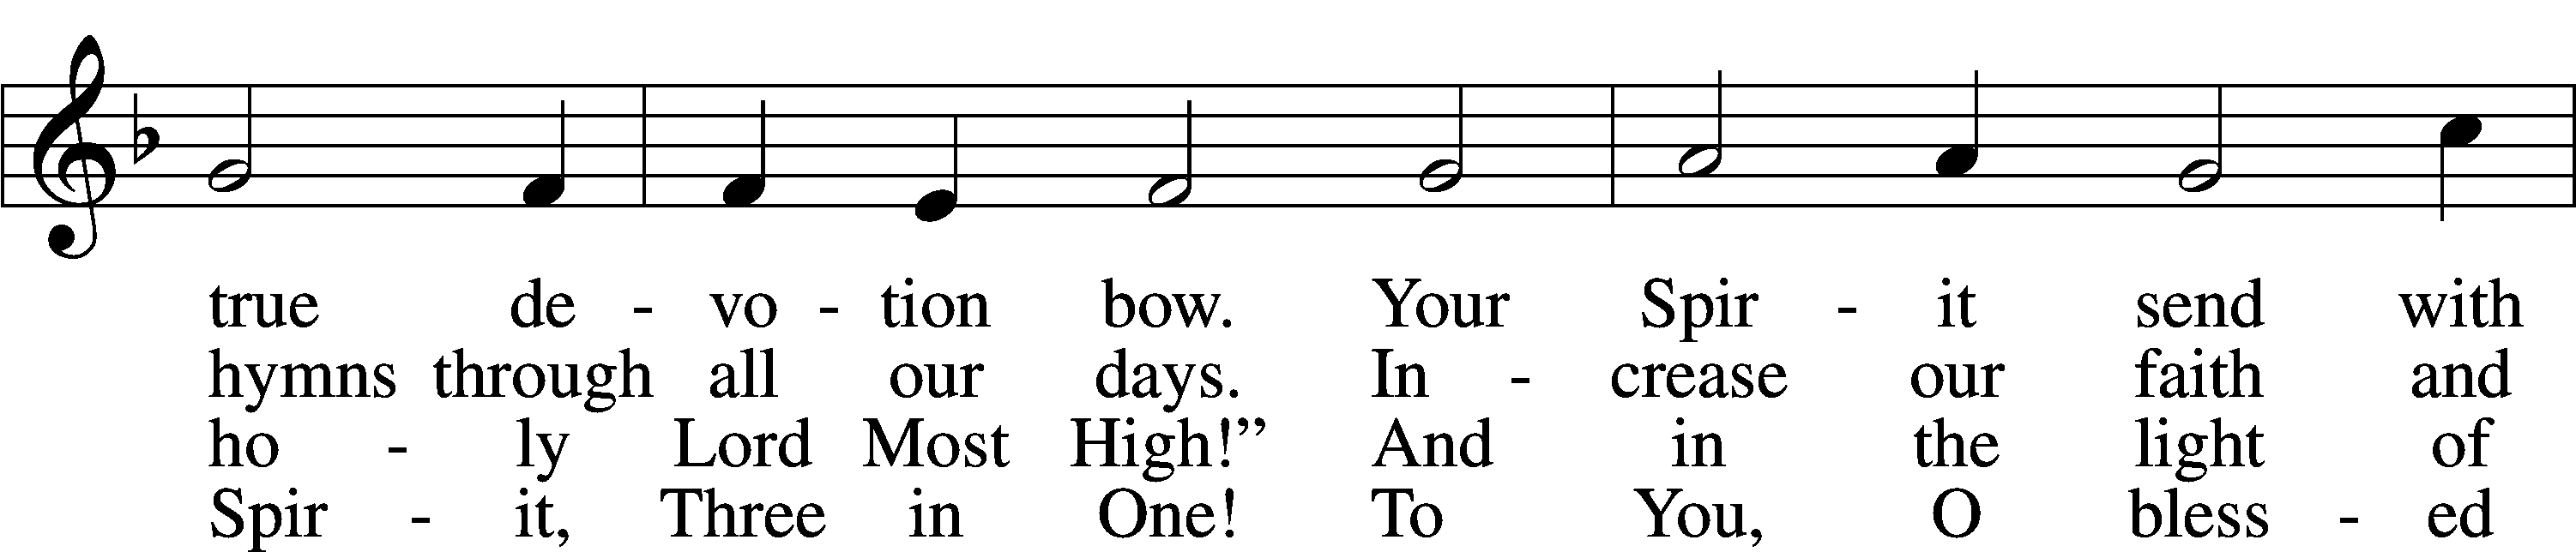 true de - vo - tion bow. Your Spir - it send with
hymns through all our days. In - crease our faith and
ho - ly Lord Most High!” And in the light of
Spir - it, Three in One! To You, O bless - ed